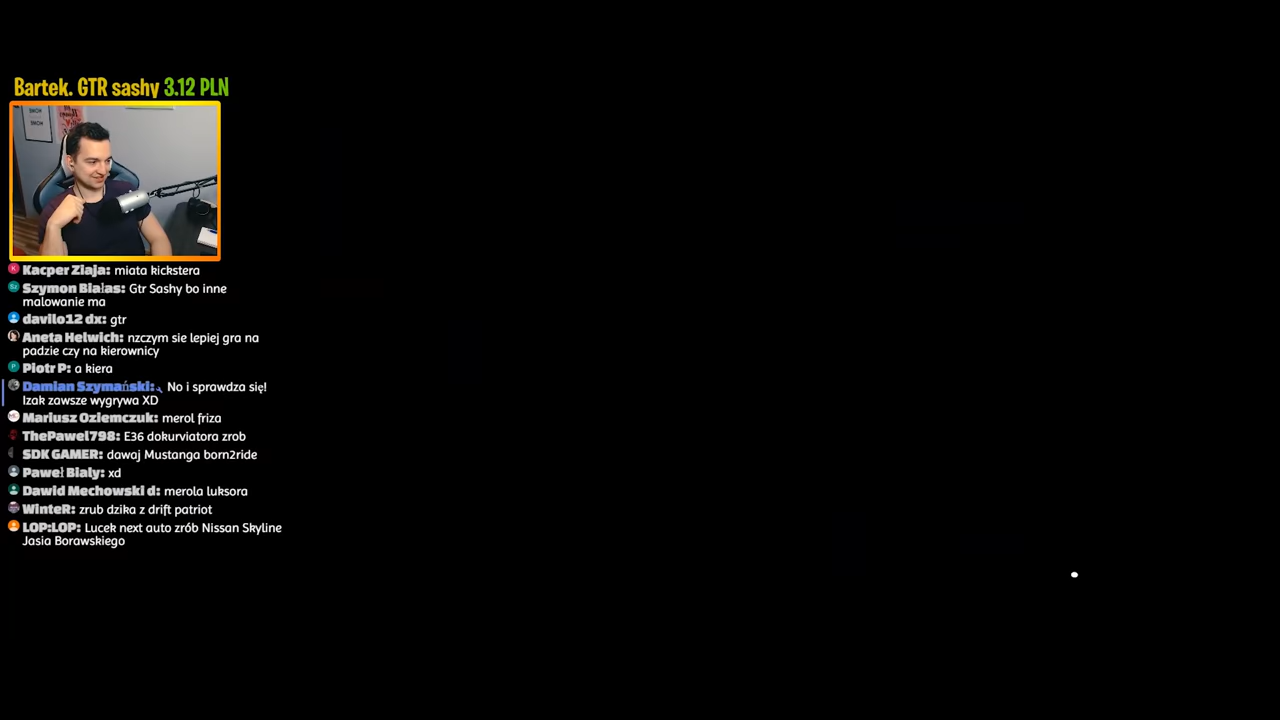 Bartek. GTR sashy 3.12 PLN
Kacper Ziaja: miata kickstera
Szymon Białas: Gtr Sashy bo inne
malowanie ma
davilo12 dx: gtr
Aneta Helwich: nzczym sie lepiej gra na
padzie czy na kierownicy
Piotr P: a kiera
Damian Szymański: No i sprawdza się!
Izak zawsze wygrywa XD
Mariusz Oziemczuk: merol friza
ThePawel798: E36 dokurviatora zrob
SDK GAMER: dawaj Mustanga born2ride
Paweł Bialy: xd
Dawid Mechowski d: merola luksora
WinteR: zrub dzika z drift patriot
LOP:LOP: Lucek next auto zrób Nissan Skyline
Jasia Borawskiego